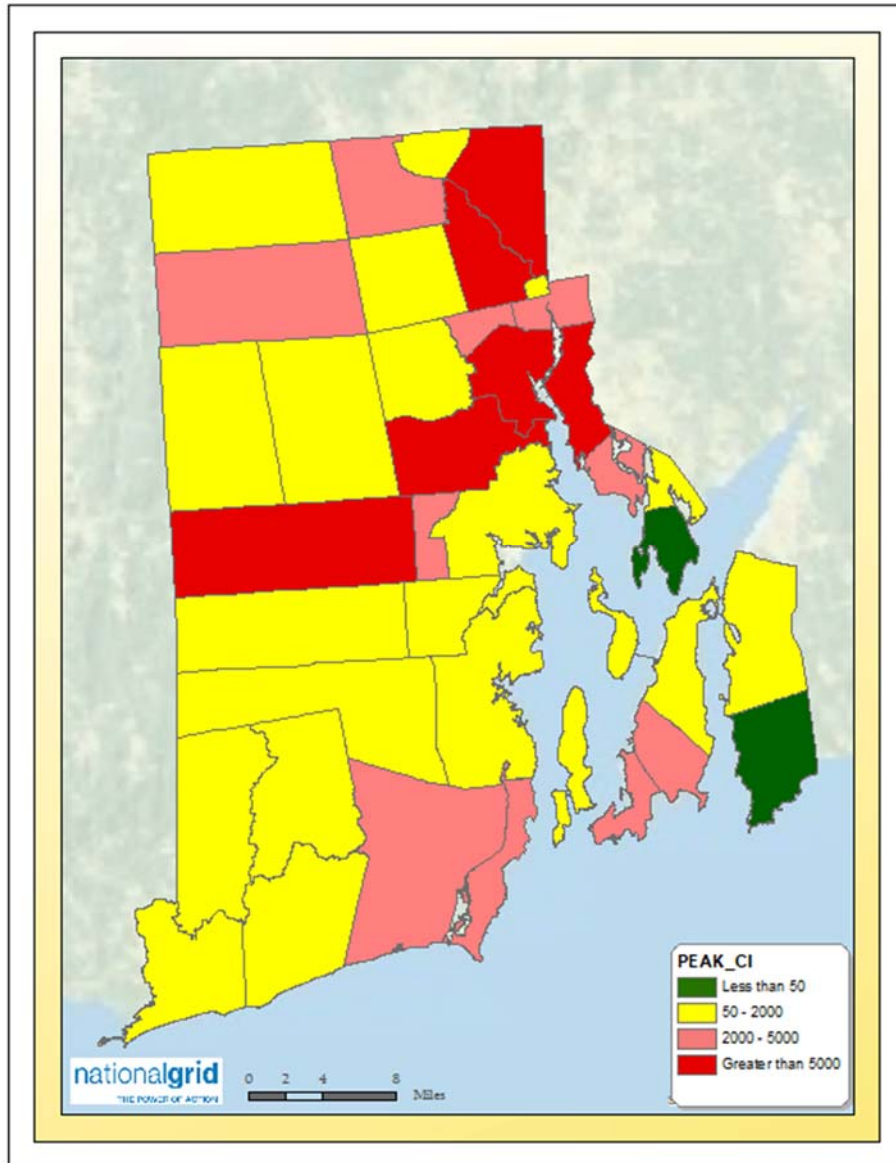 PEAK_CI
Less than 50
50 - 2000
2000 - 5000
Greater than 5000
nationalgrid
THE POWER OF ACTION
0 2 4 8 Miles